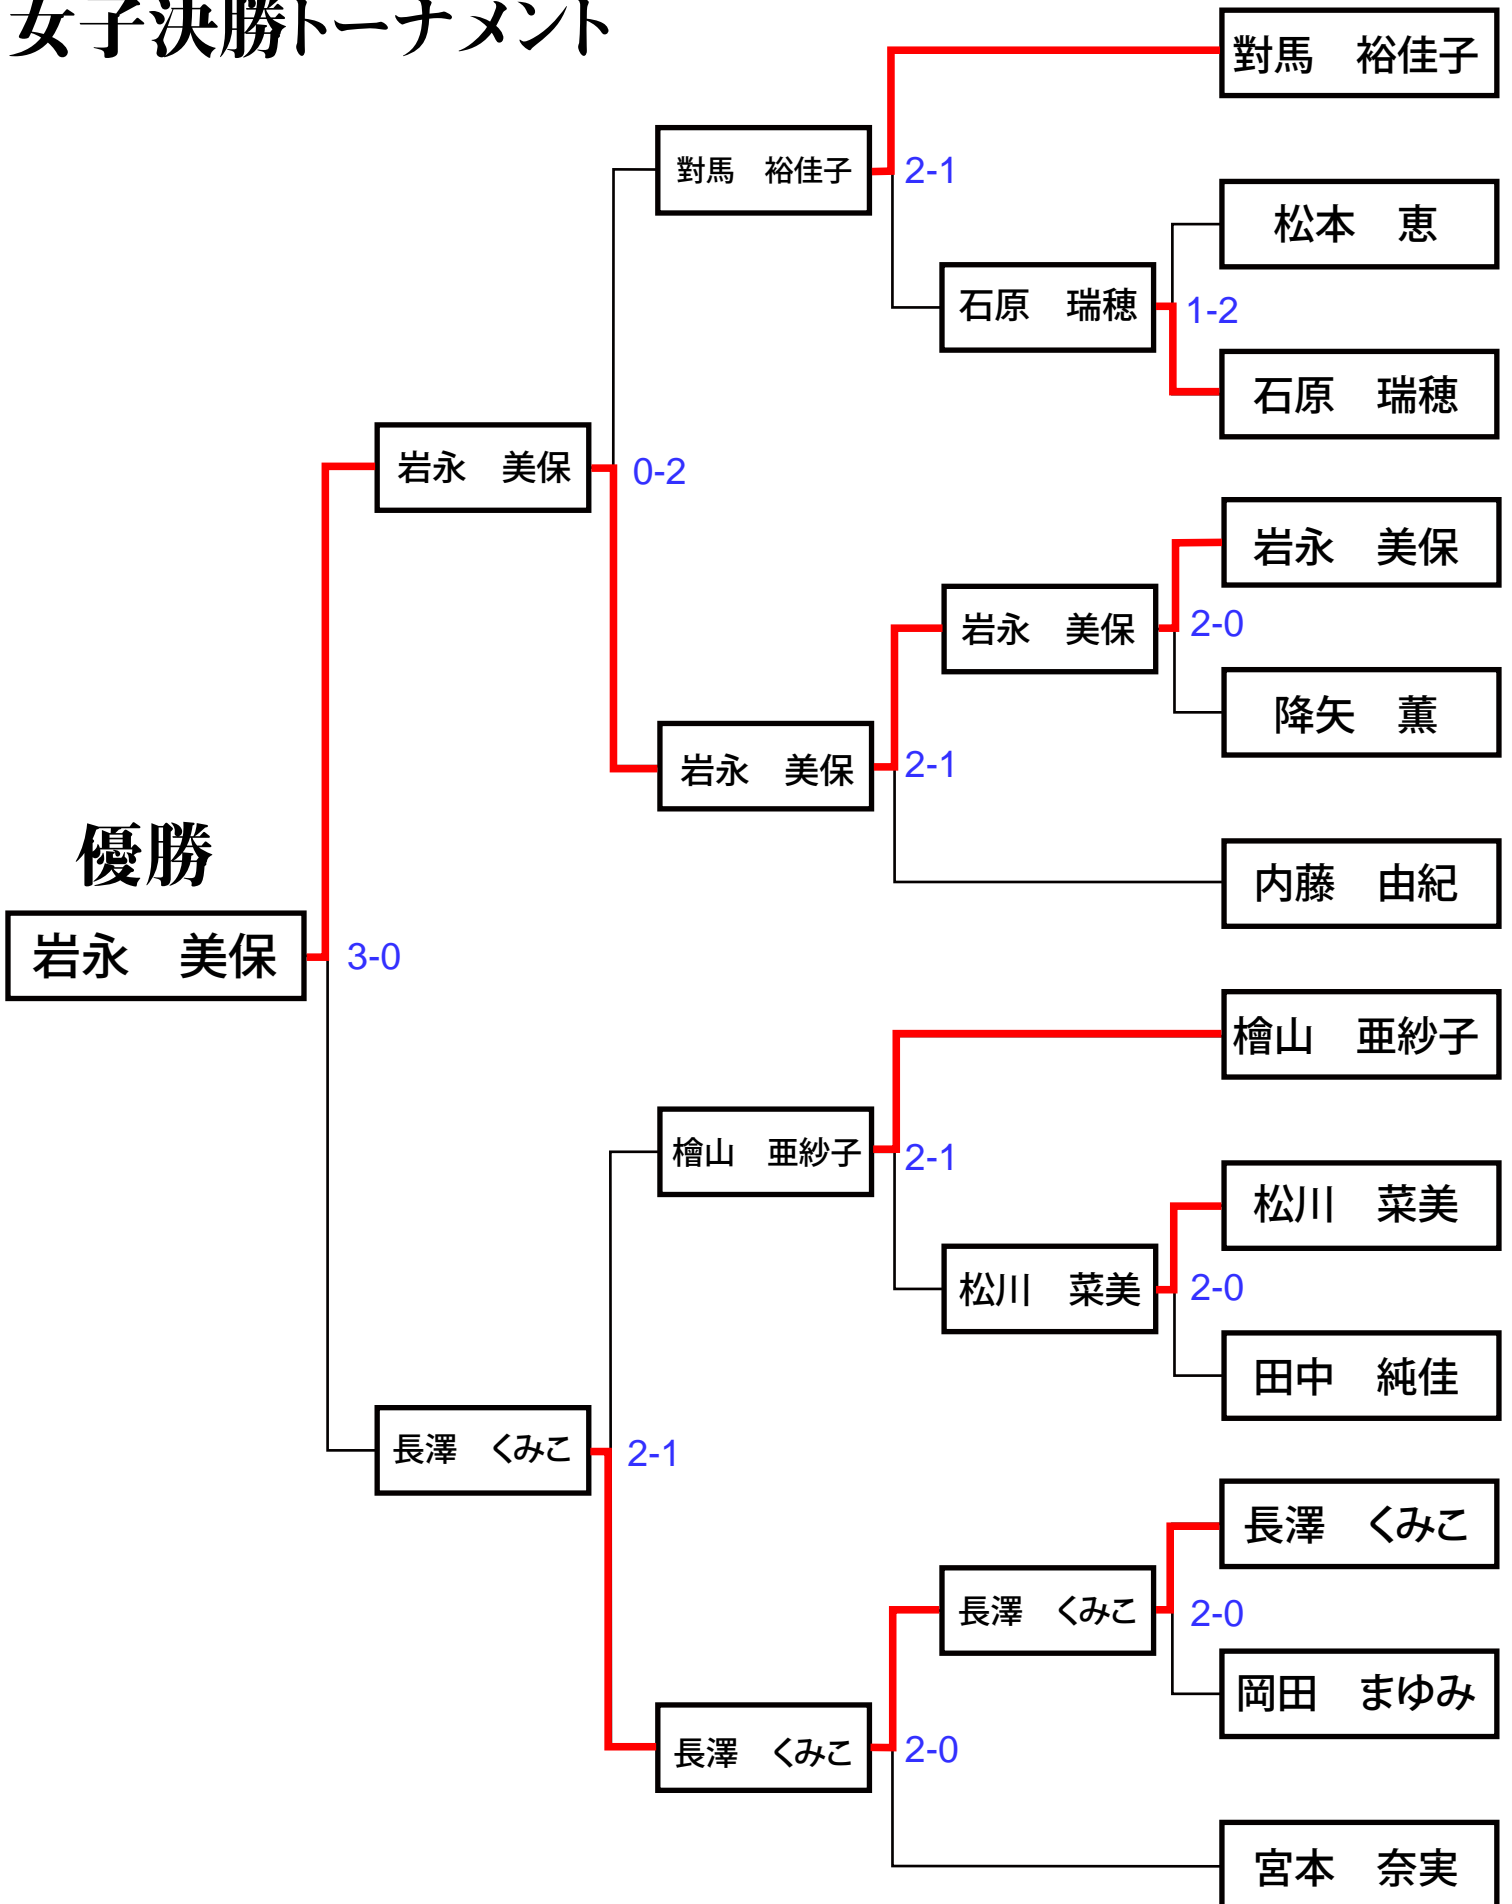 女子決勝トーナメント
對馬　裕佳子
對馬　裕佳子
2-1
松本　恵
石原　瑞穂
1-2
石原　瑞穂
岩永　美保
0-2
岩永　美保
岩永　美保
2-0
降矢　薫
岩永　美保
2-1
内藤　由紀
優勝
岩永　美保
3-0
檜山　亜紗子
檜山　亜紗子
2-1
松川　菜美
松川　菜美
2-0
田中　純佳
長澤　くみこ
2-1
長澤　くみこ
長澤　くみこ
2-0
岡田　まゆみ
長澤　くみこ
2-0
宮本　奈実